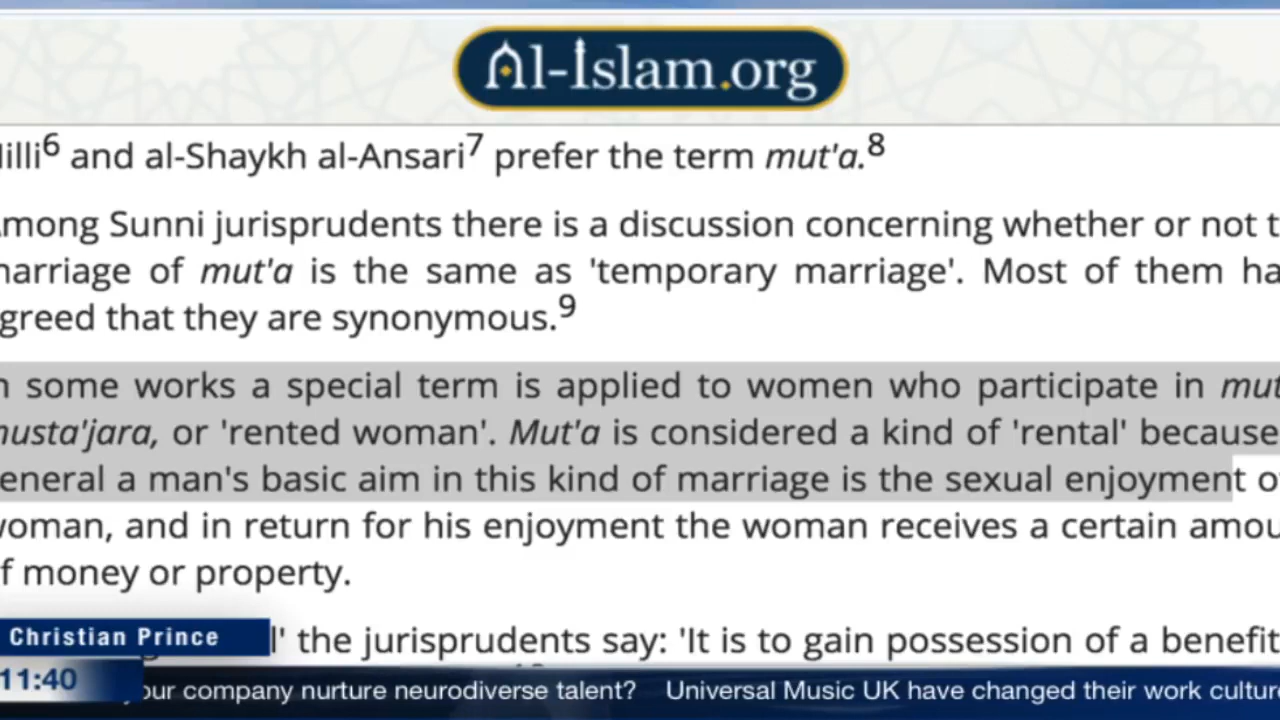 Al-Islam.org
illi6 and al-Shaykh al-Ansari7 prefer the term mut'a.8
mong Sunni jurisprudents there is a discussion concerning whether or not t
arriage of mut'a is the same as 'temporary marriage'. Most of them ha
greed that they are synonymous.9
n some works a special term is applied to women who participate in mut
usta'jara, or 'rented woman'. Mut'a is considered a kind of 'rental' because
eneral a man's basic aim in this kind of marriage is the sexual enjoyment o
oman, and in return for his enjoyment the woman receives a certain amou
f money or property.
l' the jurisprudents say: 'It is to gain possession of a benefit
Christian Prince
11:40
our company nurture neurodiverse talent? Universal Music UK have changed their work culture